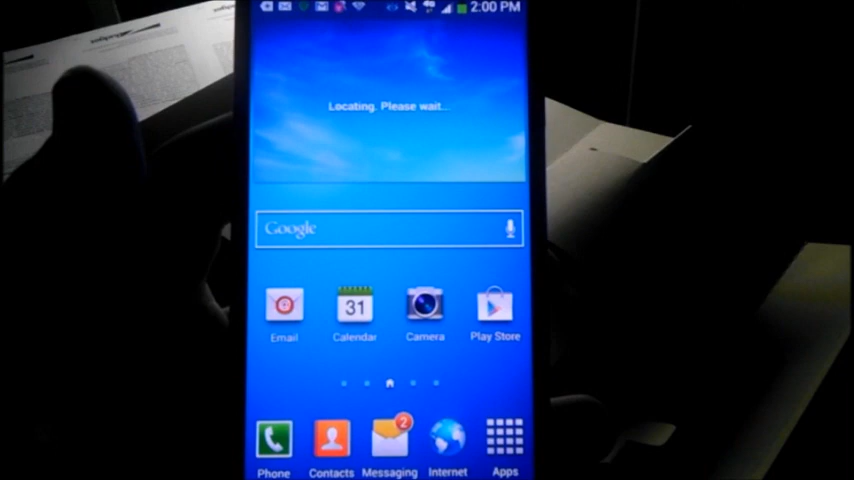 2:00 PM
Locating. Please wait...
Google
31
Email Calendar Camera Play Store
2
Phone Contacts Messaging Internet Apps